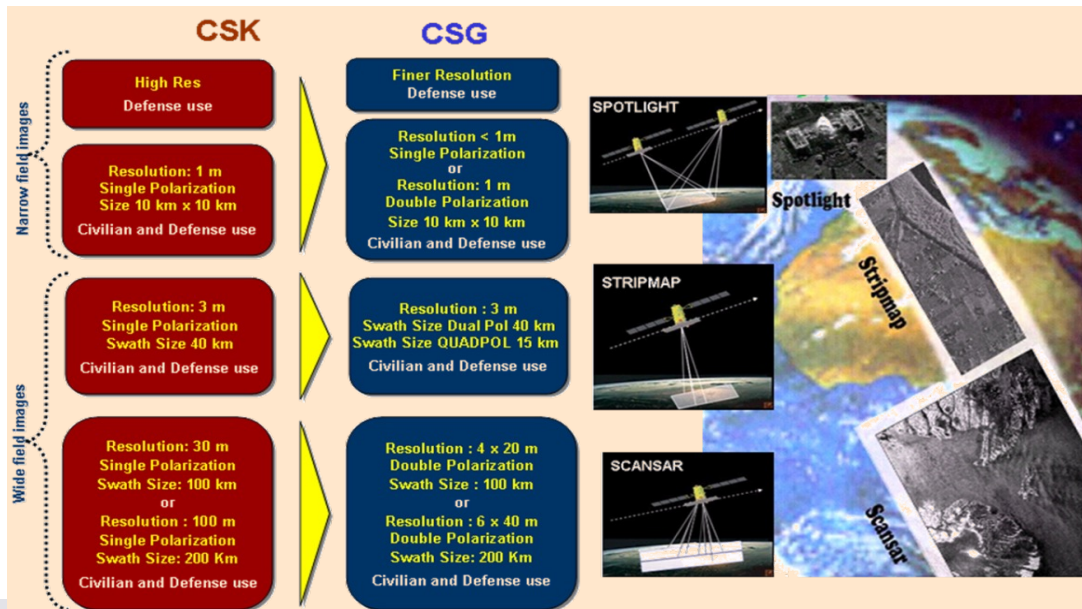 CSK
CSG
Narrow field images
High Res
Defense use
Finer Resolution
Defense use
Resolution: 1 m
Single Polarization
Size 10 km x 10 km
Civilian and Defense use
Resolution < 1m
Single Polarization
or
Resolution: 1 m
Double Polarization
Size 10 km x 10 km
Civilian and Defense use
SPOTLIGHT
Spotlight
Wide field images
Resolution: 3 m
Single Polarization
Swath Size 40 km
Civilian and Defense use
Resolution : 3 m
Swath Size Dual Pol 40 km
Swath Size QUADPOL 15 km
Civilian and Defense use
STRIPMAP
Stripmap
Resolution: 30 m
Single Polarization
Swath Size: 100 km
or
Resolution : 100 m
Single Polarization
Swath Size: 200 Km
Civilian and Defense use
Resolution : 4 x 20 m
Double Polarization
Swath Size : 100 km
or
Resolution : 6 x 40 m
Double Polarization
Swath Size: 200 Km
Civilian and Defense use
SCANSAR
Scansar